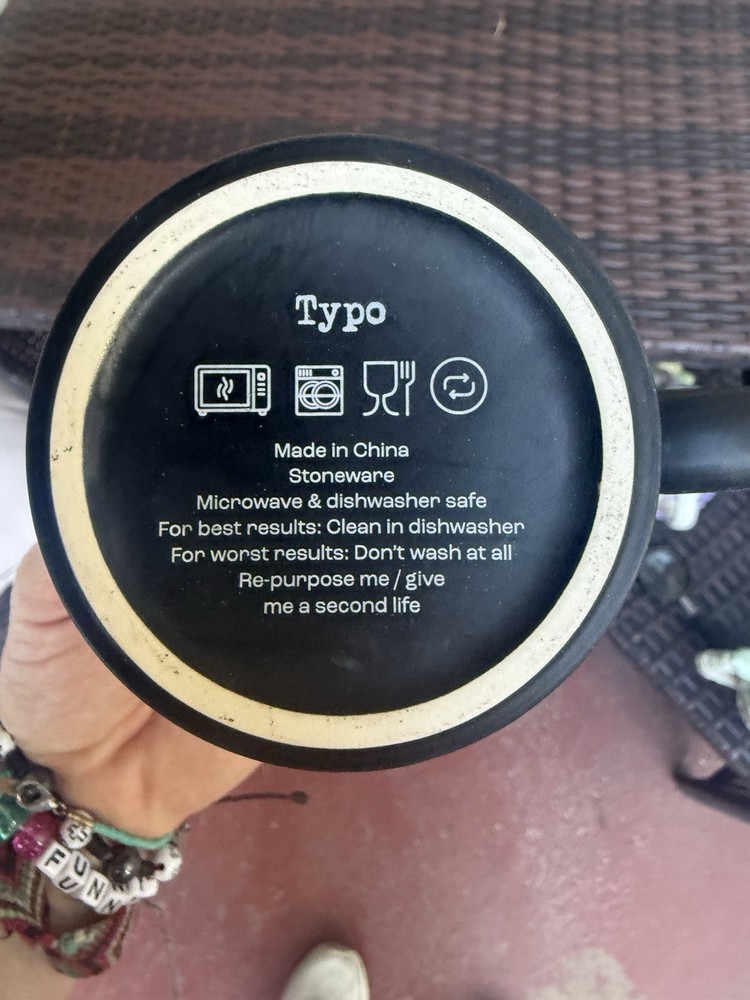 Typo
Made in China
Stoneware
Microwave & dishwasher safe
For best results: Clean in dishwasher
For worst results: Don't wash at all
Re-purpose me / give
me a second life
FUNN